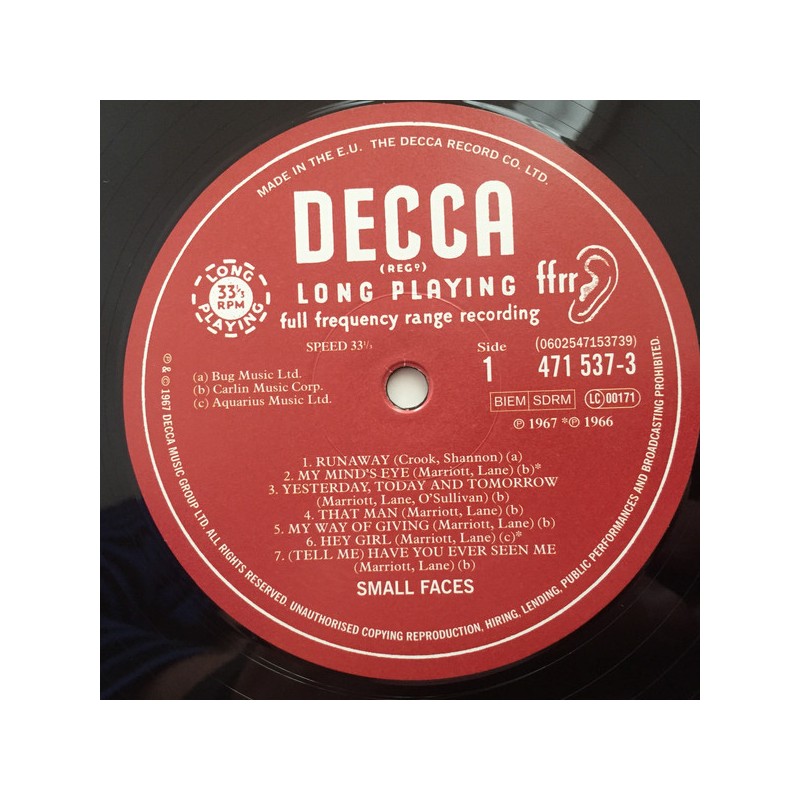 MADE IN THE E.U. THE DECCA RECORD CO. LTD.
DECCA
(REGD)
LONG PLAYING
33⅓ RPM
LONG PLAYING
ffrr
full frequency range recording
SPEED 33⅓
Side
1
(0602547153739)
471 537-3
(a) Bug Music Ltd.
(b) Carlin Music Corp.
(c) Aquarius Music Ltd.
BIEM SDRM LC 00171
℗ 1967 *℗ 1966
1. RUNAWAY (Crook, Shannon) (a)
2. MY MIND'S EYE (Marriott, Lane) (b)*
3. YESTERDAY, TODAY AND TOMORROW
(Marriott, Lane, O'Sullivan) (b)
4. THAT MAN (Marriott, Lane) (b)
5. MY WAY OF GIVING (Marriott, Lane) (b)
6. HEY GIRL (Marriott, Lane) (c)*
7. (TELL ME) HAVE YOU EVER SEEN ME
(Marriott, Lane) (b)
SMALL FACES
℗ & © 1967 DECCA MUSIC GROUP LTD. ALL RIGHTS RESERVED. UNAUTHORISED COPYING REPRODUCTION, HIRING, LENDING, PUBLIC PERFORMANCES AND BROADCASTING PROHIBITED.